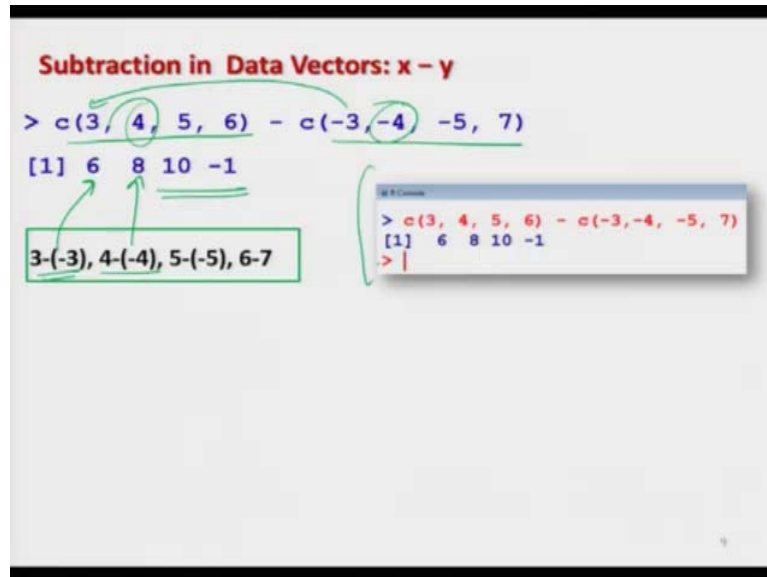 Subtraction in Data Vectors: x – y
> c(3, 4, 5, 6) - c(-3,-4, -5, 7)
[1] 6 8 10 -1
3-(-3), 4-(-4), 5-(-5), 6-7
R Console
> c(3, 4, 5, 6) - c(-3,-4, -5, 7)
[1] 6 8 10 -1
> |
9